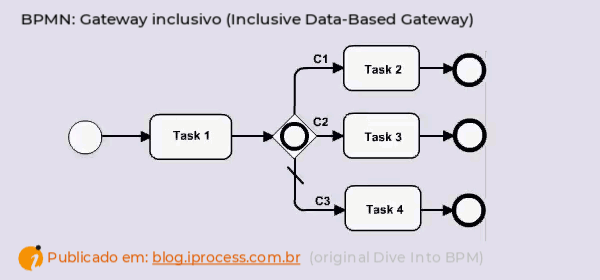 BPMN: Gateway inclusivo (Inclusive Data-Based Gateway)
C1
Task 2
Task 1
C2
Task 3
C3
Task 4
i Publicado em: blog.iprocess.com.br (original Dive Into BPM)